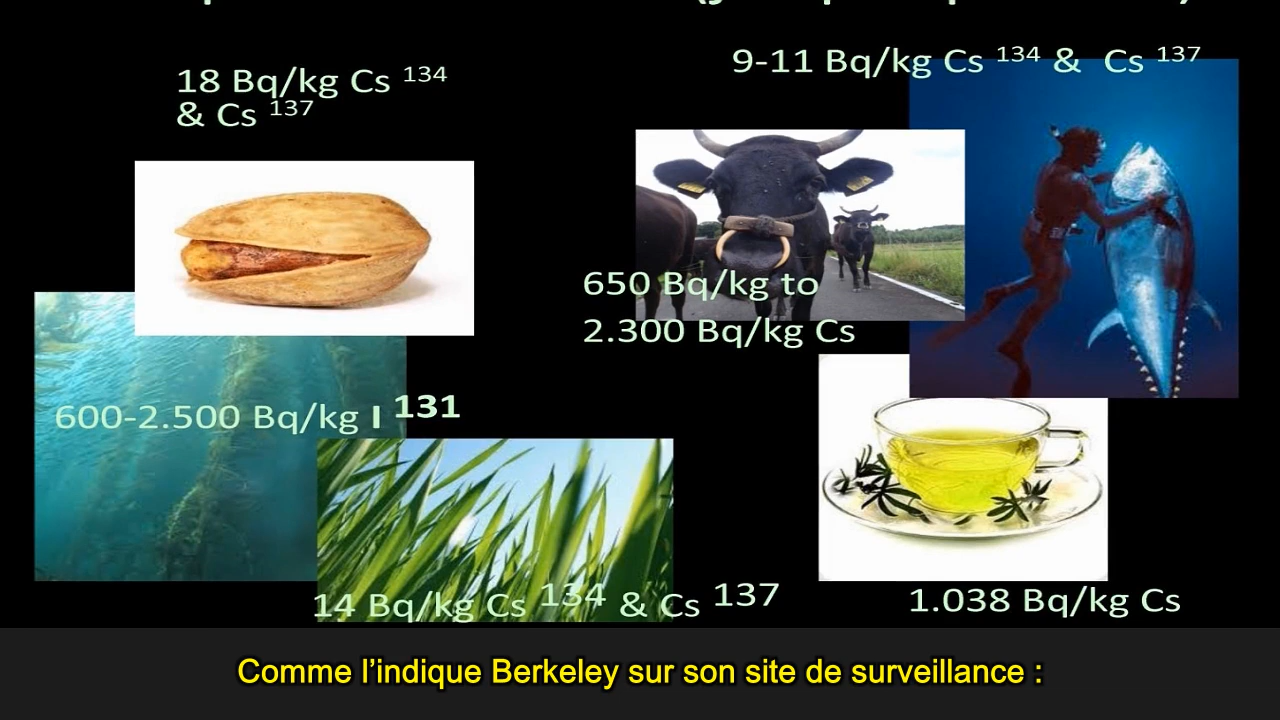 18 Bq/kg Cs 134
& Cs 137
9-11 Bq/kg Cs 134 & Cs 137
650 Bq/kg to
2.300 Bq/kg Cs
600-2.500 Bq/kg I 131
14 Bq/kg Cs 134 & Cs 137
1.038 Bq/kg Cs
Comme l’indique Berkeley sur son site de surveillance :